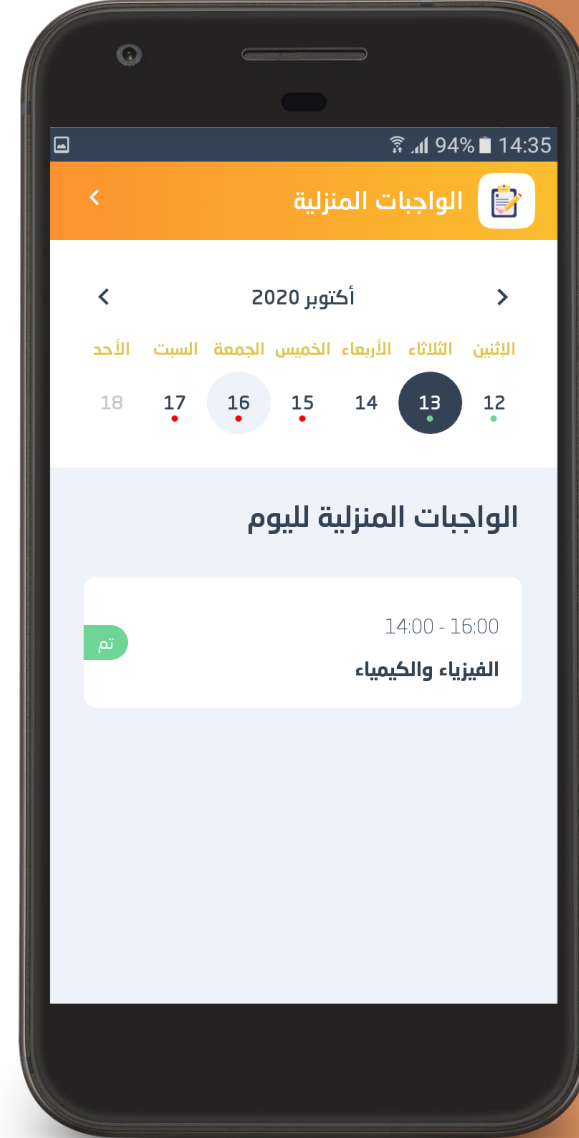 94% 14:35
الواجبات المنزلية
أكتوبر 2020
الإثنين الثلاثاء الأربعاء الخميس الجمعة السبت الأحد
12 13 14 15 16 17 18
الواجبات المنزلية لليوم
14:00 - 16:00
تم
الفيزياء والكيمياء